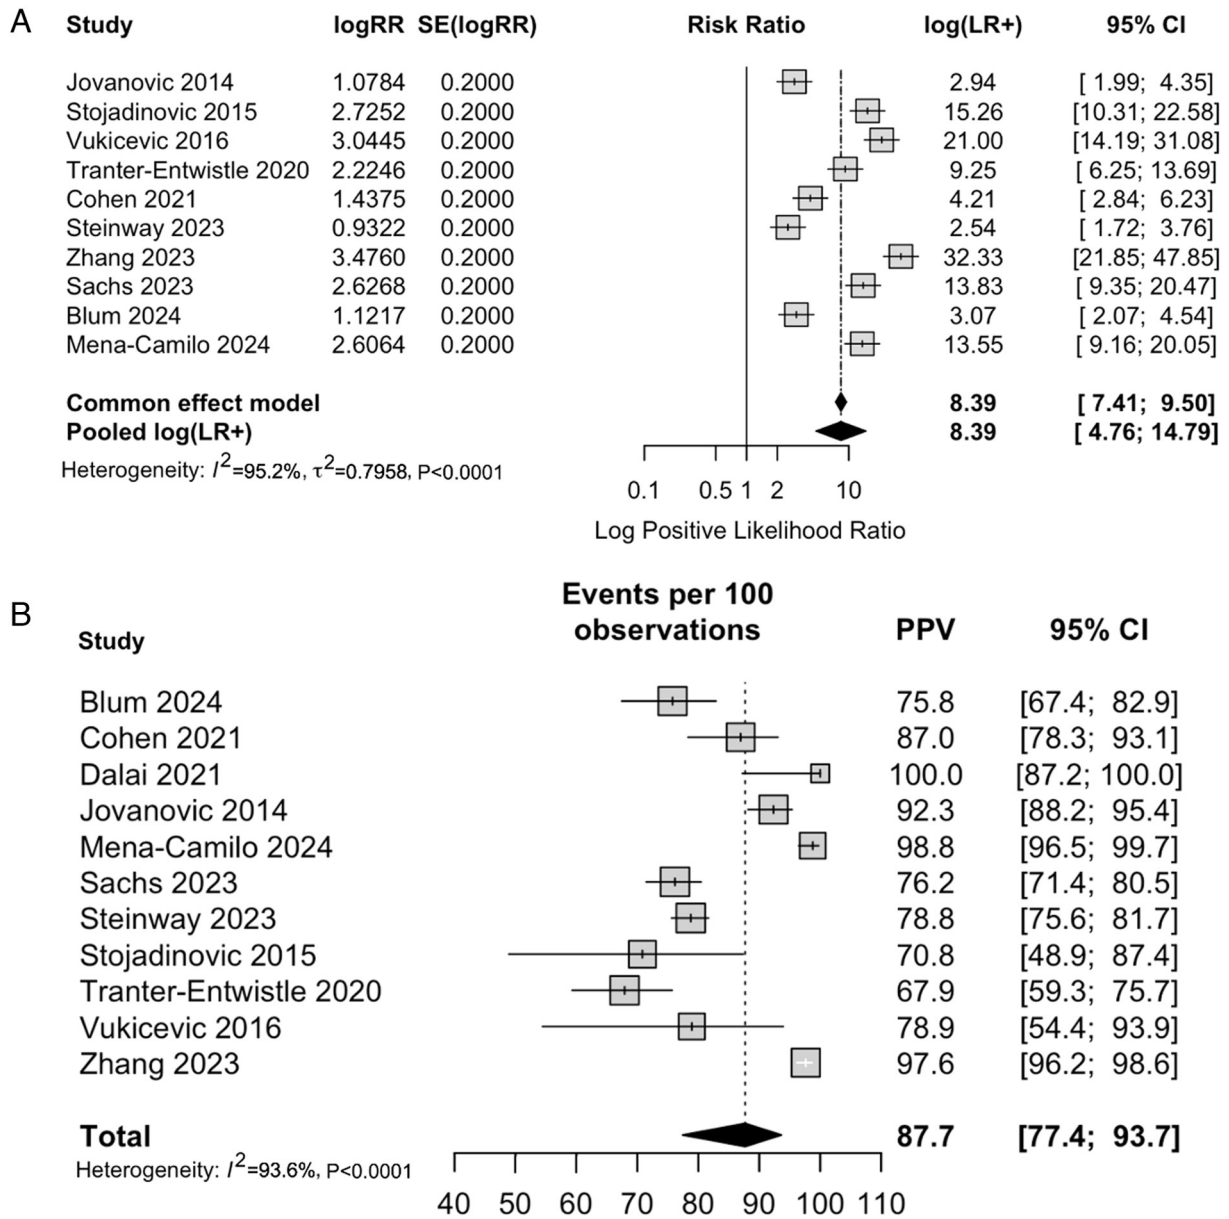 A
Study logRR SE(logRR) Risk Ratio log(LR+) 95% CI
Jovanovic 2014 1.0784 0.2000 2.94 [ 1.99; 4.35]
Stojadinovic 2015 2.7252 0.2000 15.26 [10.31; 22.58]
Vukicevic 2016 3.0445 0.2000 21.00 [14.19; 31.08]
Tranter-Entwistle 2020 2.2246 0.2000 9.25 [ 6.25; 13.69]
Cohen 2021 1.4375 0.2000 4.21 [ 2.84; 6.23]
Steinway 2023 0.9322 0.2000 2.54 [ 1.72; 3.76]
Zhang 2023 3.4760 0.2000 32.33 [21.85; 47.85]
Sachs 2023 2.6268 0.2000 13.83 [ 9.35; 20.47]
Blum 2024 1.1217 0.2000 3.07 [ 2.07; 4.54]
Mena-Camilo 2024 2.6064 0.2000 13.55 [ 9.16; 20.05]
Common effect model 8.39 [ 7.41; 9.50]
Pooled log(LR+) 8.39 [ 4.76; 14.79]
Heterogeneity: I²=95.2%, τ²=0.7958, P<0.0001
0.1 0.5 1 2 10
Log Positive Likelihood Ratio
B
Events per 100
Study observations PPV 95% CI
Blum 2024 75.8 [67.4; 82.9]
Cohen 2021 87.0 [78.3; 93.1]
Dalai 2021 100.0 [87.2; 100.0]
Jovanovic 2014 92.3 [88.2; 95.4]
Mena-Camilo 2024 98.8 [96.5; 99.7]
Sachs 2023 76.2 [71.4; 80.5]
Steinway 2023 78.8 [75.6; 81.7]
Stojadinovic 2015 70.8 [48.9; 87.4]
Tranter-Entwistle 2020 67.9 [59.3; 75.7]
Vukicevic 2016 78.9 [54.4; 93.9]
Zhang 2023 97.6 [96.2; 98.6]
Total 87.7 [77.4; 93.7]
Heterogeneity: I²=93.6%, P<0.0001
40 50 60 70 80 90 100 110